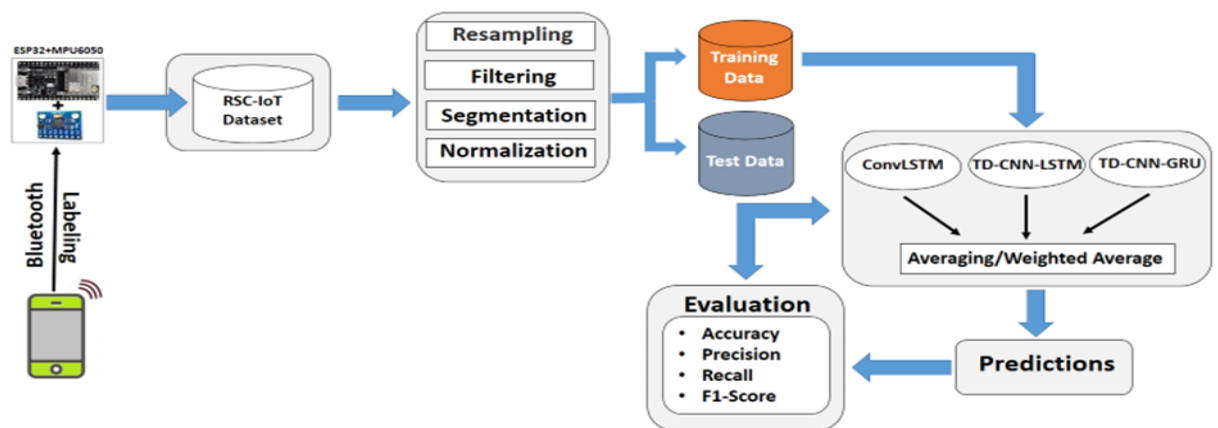 ESP32+MPU6050
+
Bluetooth
Labeling
RSC-IoT
Dataset
Resampling
Filtering
Segmentation
Normalization
Training
Data
Test Data
ConvLSTM
TD-CNN-LSTM
TD-CNN-GRU
Averaging/Weighted Average
Evaluation
• Accuracy
• Precision
• Recall
• F1-Score
Predictions